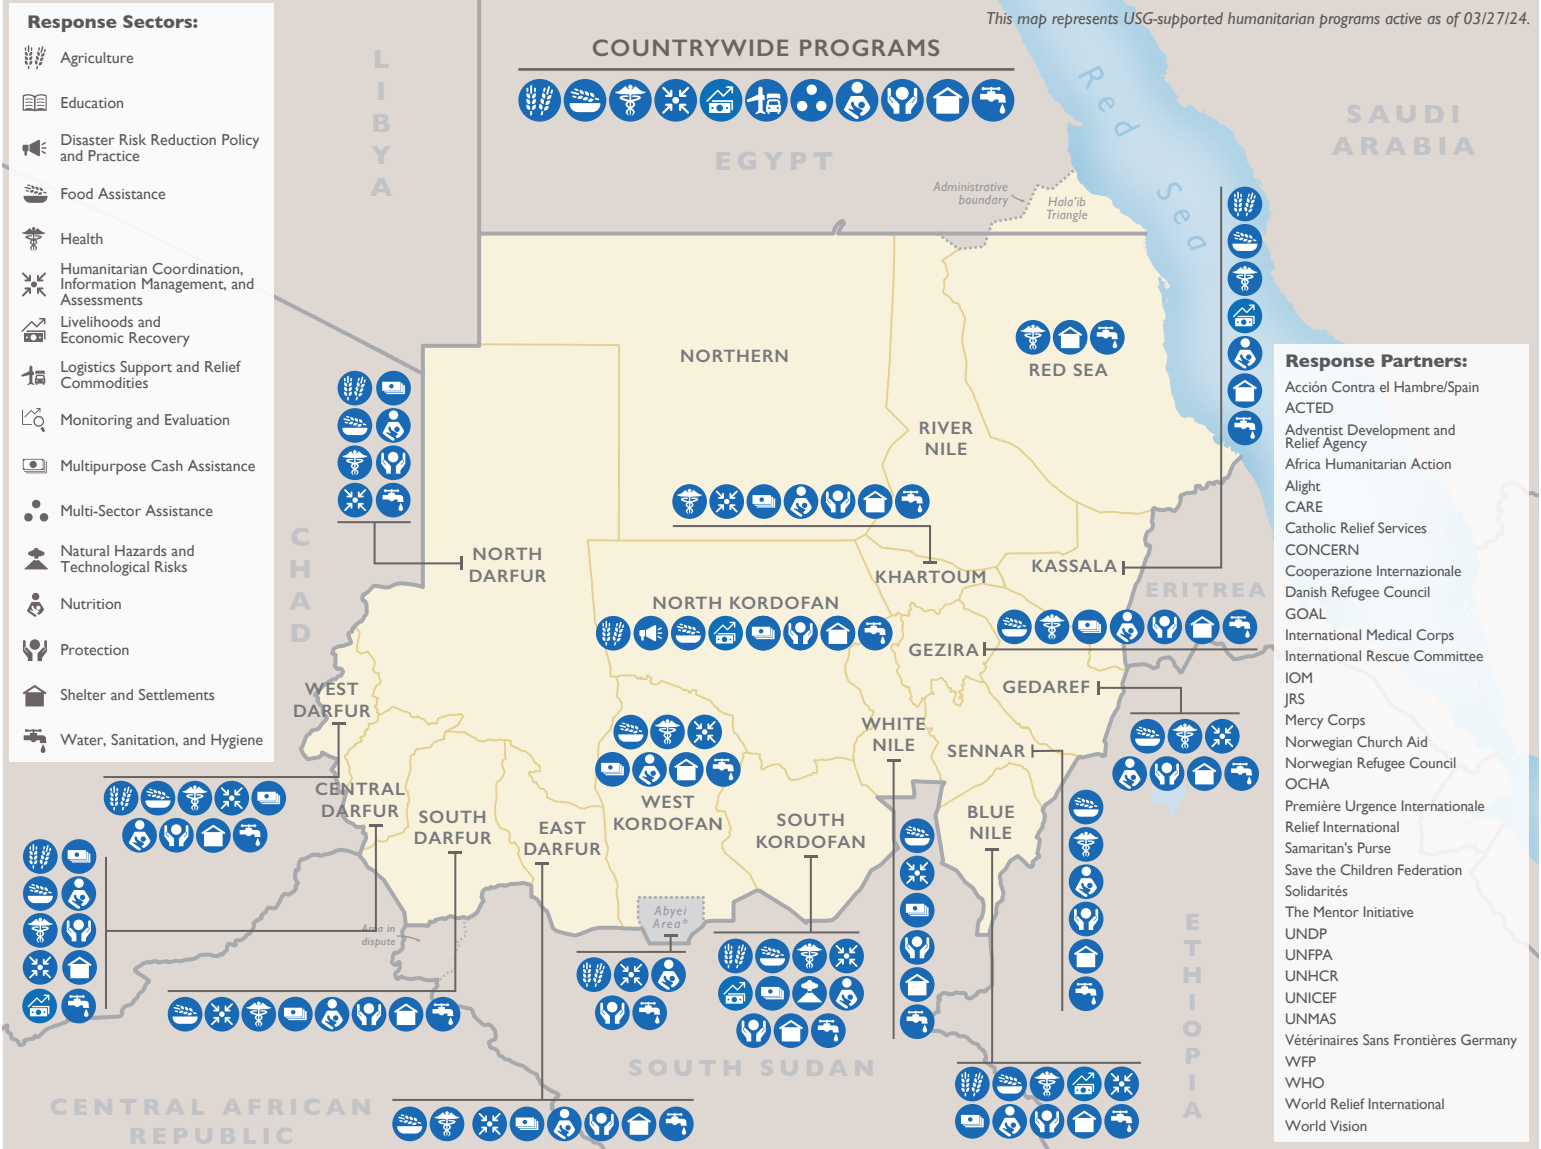 Response Sectors:
Agriculture
Education
Disaster Risk Reduction Policy
and Practice
Food Assistance
Health
Humanitarian Coordination,
Information Management, and
Assessments
Livelihoods and
Economic Recovery
Logistics Support and Relief
Commodities
Monitoring and Evaluation
Multipurpose Cash Assistance
Multi-Sector Assistance
Natural Hazards and
Technological Risks
Nutrition
Protection
Shelter and Settlements
Water, Sanitation, and Hygiene
This map represents USG-supported humanitarian programs active as of 03/27/24.
COUNTRYWIDE PROGRAMS
LIBYA
EGYPT
Red Sea
SAUDI
ARABIA
Administrative
boundary
Hala'ib
Triangle
NORTHERN
RED SEA
RIVER
NILE
CHAD
NORTH
DARFUR
KHARTOUM
KASSALA
ERITREA
NORTH KORDOFAN
GEZIRA
GEDAREF
WEST
DARFUR
WHITE
NILE
SENNAR
CENTRAL
DARFUR
SOUTH
DARFUR
EAST
DARFUR
WEST
KORDOFAN
SOUTH
KORDOFAN
BLUE
NILE
Abyei
Area*
Area in
dispute
ETHIOPIA
SOUTH SUDAN
CENTRAL AFRICAN
REPUBLIC
Response Partners:
Acción Contra el Hambre/Spain
ACTED
Adventist Development and
Relief Agency
Africa Humanitarian Action
Alight
CARE
Catholic Relief Services
CONCERN
Cooperazione Internazionale
Danish Refugee Council
GOAL
International Medical Corps
International Rescue Committee
IOM
JRS
Mercy Corps
Norwegian Church Aid
Norwegian Refugee Council
OCHA
Première Urgence Internationale
Relief International
Samaritan's Purse
Save the Children Federation
Solidarités
The Mentor Initiative
UNDP
UNFPA
UNHCR
UNICEF
UNMAS
Vétérinaires Sans Frontières Germany
WFP
WHO
World Relief International
World Vision